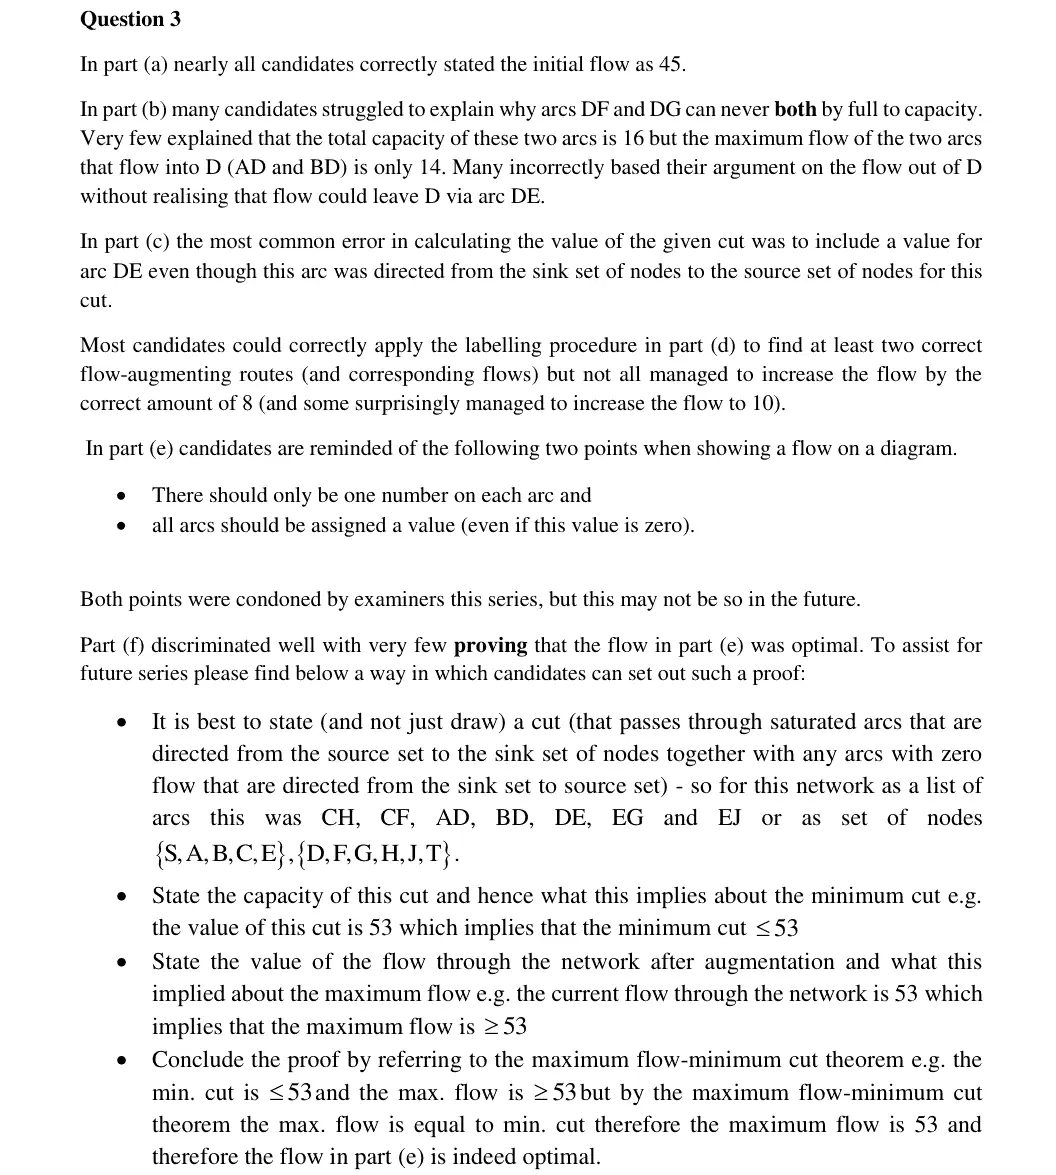 Question 3
In part (a) nearly all candidates correctly stated the initial flow as 45.
In part (b) many candidates struggled to explain why arcs DF and DG can never both by full to capacity.
Very few explained that the total capacity of these two arcs is 16 but the maximum flow of the two arcs
that flow into D (AD and BD) is only 14. Many incorrectly based their argument on the flow out of D
without realising that flow could leave D via arc DE.
In part (c) the most common error in calculating the value of the given cut was to include a value for
arc DE even though this arc was directed from the sink set of nodes to the source set of nodes for this
cut.
Most candidates could correctly apply the labelling procedure in part (d) to find at least two correct
flow-augmenting routes (and corresponding flows) but not all managed to increase the flow by the
correct amount of 8 (and some surprisingly managed to increase the flow to 10).
In part (e) candidates are reminded of the following two points when showing a flow on a diagram.
• There should only be one number on each arc and
• all arcs should be assigned a value (even if this value is zero).
Both points were condoned by examiners this series, but this may not be so in the future.
Part (f) discriminated well with very few proving that the flow in part (e) was optimal. To assist for
future series please find below a way in which candidates can set out such a proof:
• It is best to state (and not just draw) a cut (that passes through saturated arcs that are
directed from the source set to the sink set of nodes together with any arcs with zero
flow that are directed from the sink set to source set) - so for this network as a list of
arcs this was CH, CF, AD, BD, DE, EG and EJ or as set of nodes
{S, A, B, C, E}, {D, F, G, H, J, T}.
• State the capacity of this cut and hence what this implies about the minimum cut e.g.
the value of this cut is 53 which implies that the minimum cut ≤ 53
• State the value of the flow through the network after augmentation and what this
implied about the maximum flow e.g. the current flow through the network is 53 which
implies that the maximum flow is ≥ 53
• Conclude the proof by referring to the maximum flow-minimum cut theorem e.g. the
min. cut is ≤ 53 and the max. flow is ≥ 53 but by the maximum flow-minimum cut
theorem the max. flow is equal to min. cut therefore the maximum flow is 53 and
therefore the flow in part (e) is indeed optimal.